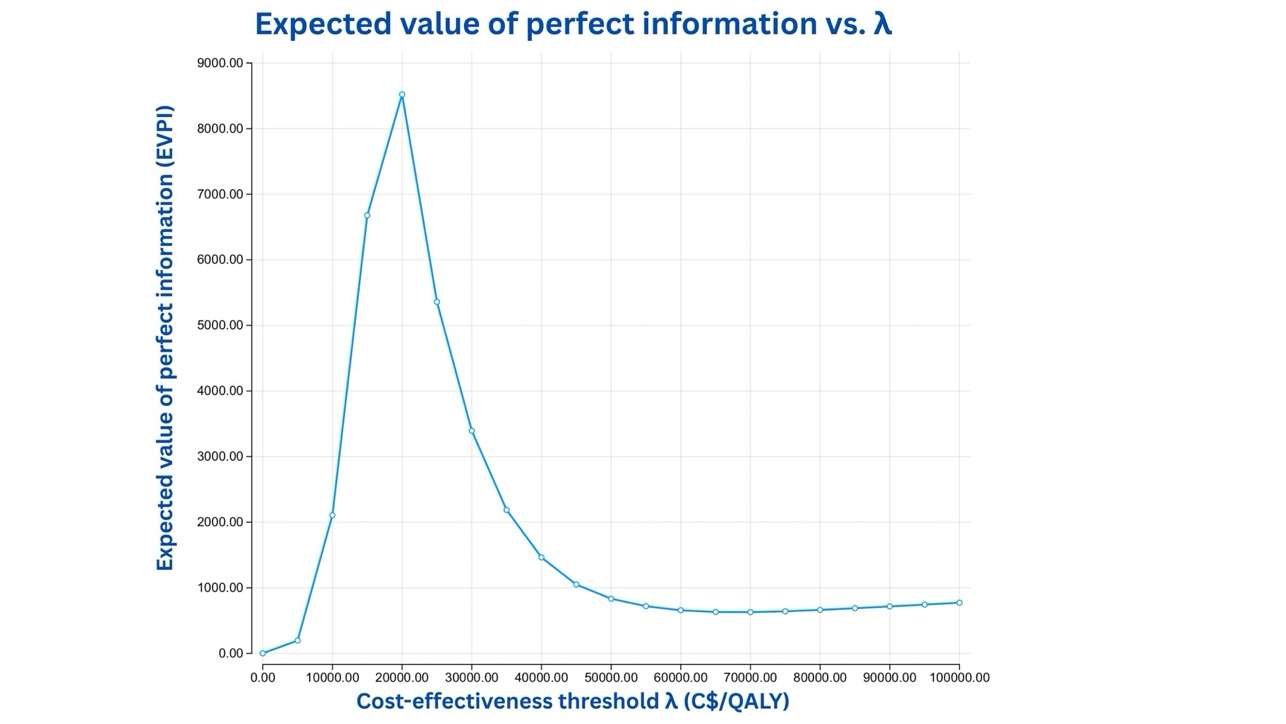 Expected value of perfect information vs. λ
Expected value of perfect information (EVPI)
9000.00
8000.00
7000.00
6000.00
5000.00
4000.00
3000.00
2000.00
1000.00
0.00
0.00 10000.00 20000.00 30000.00 40000.00 50000.00 60000.00 70000.00 80000.00 90000.00 100000.00
Cost-effectiveness threshold λ (C$/QALY)